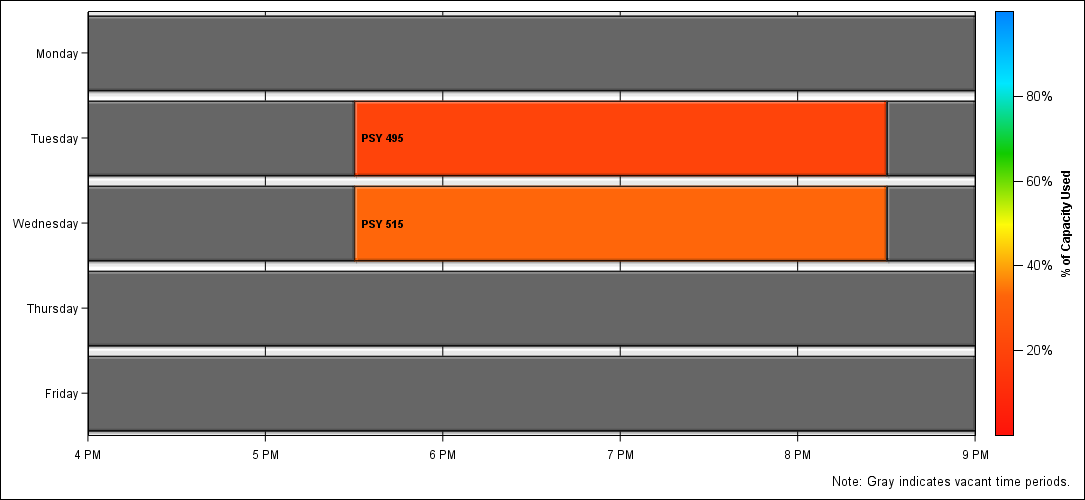 Monday
Tuesday
Wednesday
Thursday
Friday
PSY 495
PSY 515
4 PM 5 PM 6 PM 7 PM 8 PM 9 PM
80%
60%
40%
20%
% of Capacity Used
Note: Gray indicates vacant time periods.